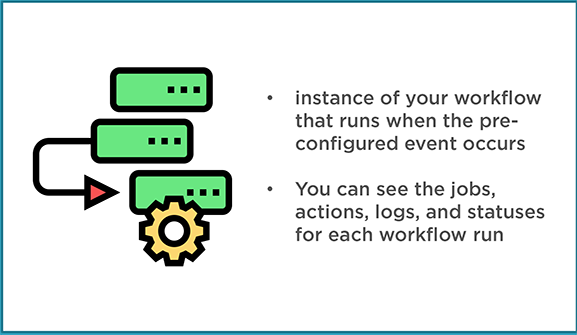 • instance of your workflow
that runs when the pre-
configured event occurs
• You can see the jobs,
actions, logs, and statuses
for each workflow run